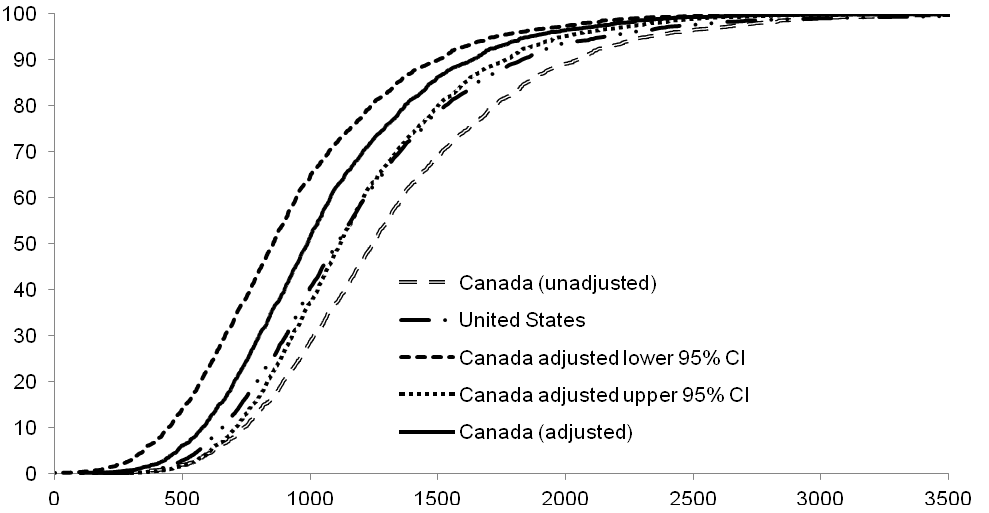 100
90
80
70
60
50
40
30
20
10
0
Canada (unadjusted)
United States
Canada adjusted lower 95% CI
Canada adjusted upper 95% CI
Canada (adjusted)
0 500 1000 1500 2000 2500 3000 3500